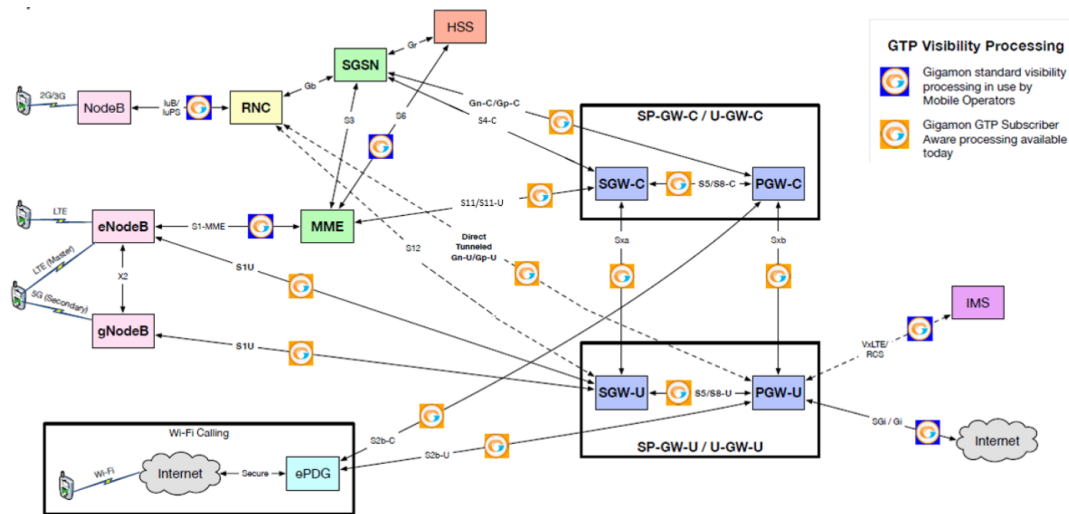 HSS
GTP Visibility Processing
Gigamon standard visibility
processing in use by
Mobile Operators
Gigamon GTP Subscriber
Aware processing available
today
Gr
SGSN
Gb
2G/3G
NodeB
IuB/
IuPS
RNC
Gn-C/Gp-C
S4-C
S3
S6
SP-GW-C / U-GW-C
SGW-C
S5/S8-C
PGW-C
LTE
eNodeB
S1-MME
MME
S11/S11-U
Direct
Tunneled
Gn-U/Gp-U
S12
Sxa
Sxb
LTE (Master)
X2
S1U
5G (Secondary)
gNodeB
S1U
IMS
VxLTE/
RCS
SGW-U
S5/S8-U
PGW-U
SGi / Gi
Internet
SP-GW-U / U-GW-U
Wi-Fi Calling
S2b-C
S2b-U
Wi-Fi
Internet
Secure
ePDG